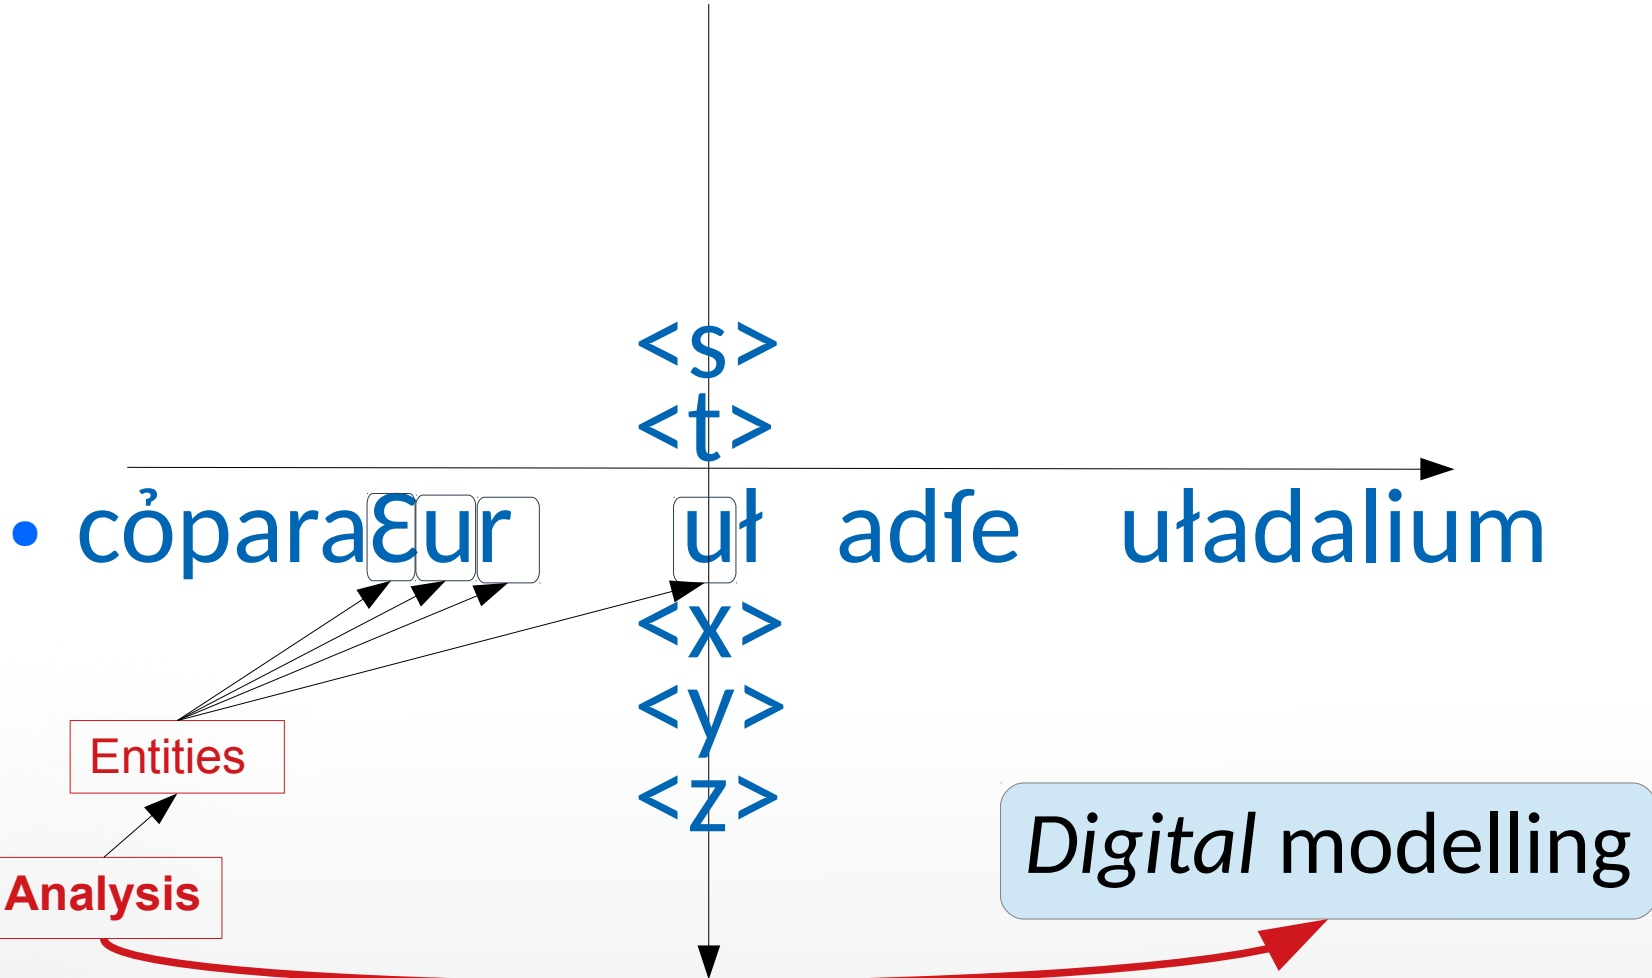 <s>
<t>
• cỏparaƐur uł adſe uładalium
<x>
<y>
<z>
Entities
Analysis
Digital modelling